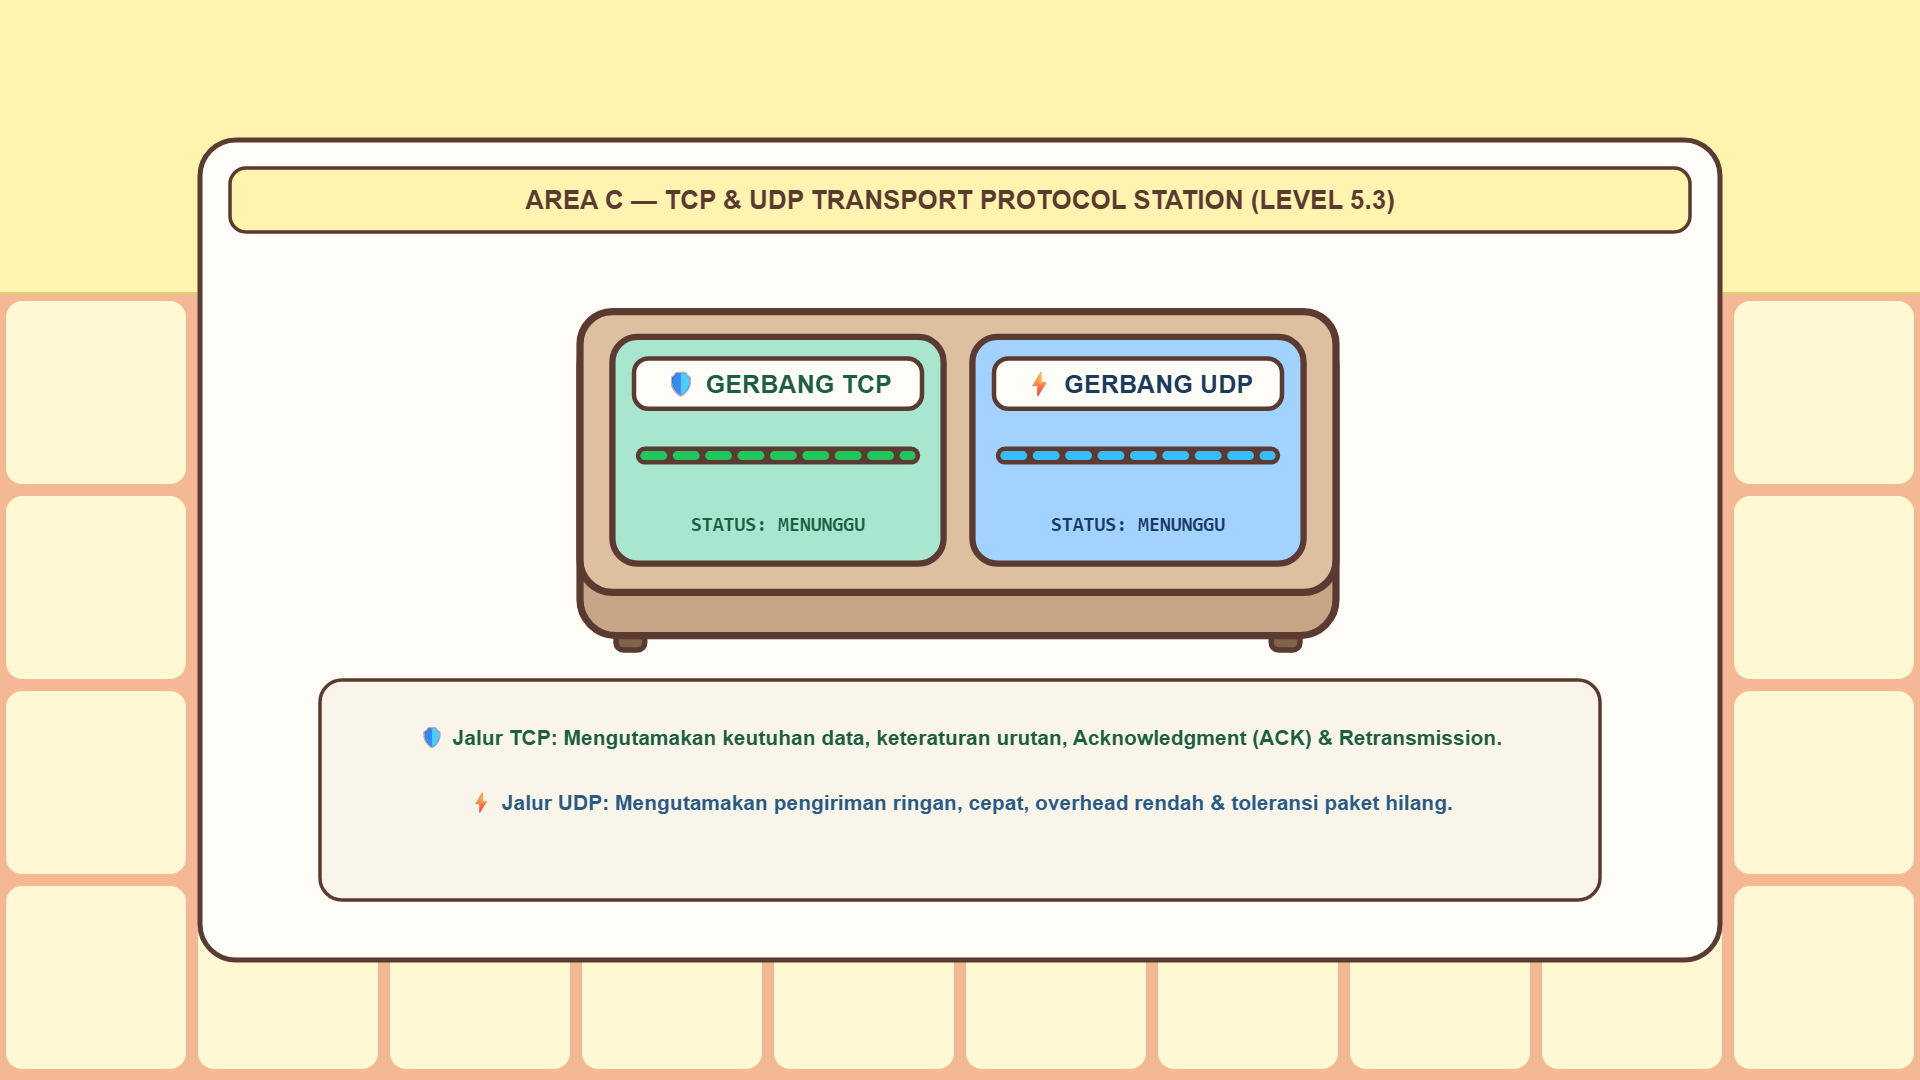 AREA C — TCP & UDP TRANSPORT PROTOCOL STATION (LEVEL 5.3)
🛡️ GERBANG TCP
⚡ GERBANG UDP
STATUS: MENUNGGU
STATUS: MENUNGGU
🛡️ Jalur TCP: Mengutamakan keutuhan data, keteraturan urutan, Acknowledgment (ACK) & Retransmission.
⚡ Jalur UDP: Mengutamakan pengiriman ringan, cepat, overhead rendah & toleransi paket hilang.